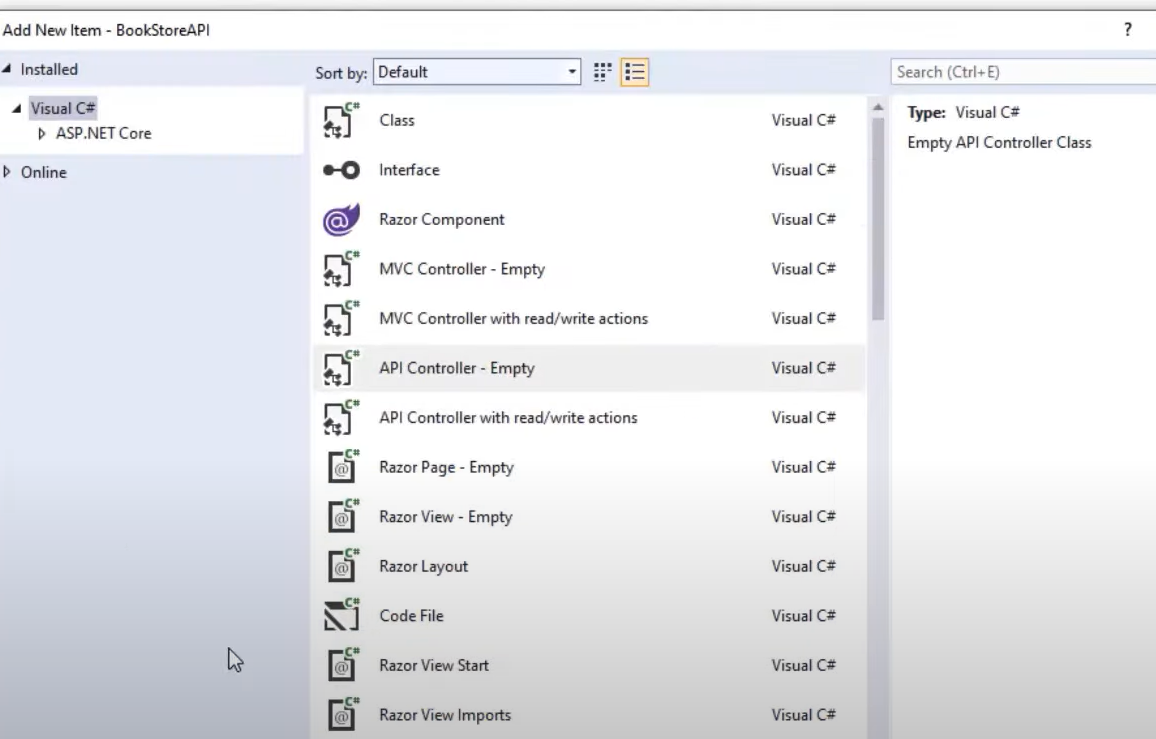 Add New Item - BookStoreAPI ?
Installed
Visual C#
ASP.NET Core
Online
Sort by: Default
Search (Ctrl+E)
C# Class Visual C#
Interface Visual C#
@ Razor Component Visual C#
C# MVC Controller - Empty Visual C#
C# MVC Controller with read/write actions Visual C#
C# API Controller - Empty Visual C#
C# API Controller with read/write actions Visual C#
C# @ Razor Page - Empty Visual C#
C# @ Razor View - Empty Visual C#
C# @ Razor Layout Visual C#
C# Code File Visual C#
C# @ Razor View Start Visual C#
C# @ Razor View Imports Visual C#
Type: Visual C#
Empty API Controller Class